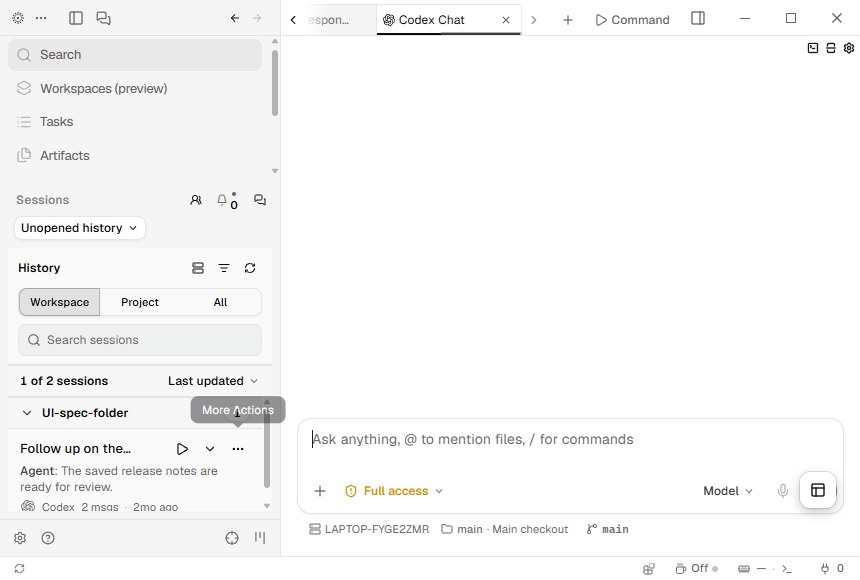 espon...
Codex Chat
Command
Search
Workspaces (preview)
Tasks
Artifacts
Sessions
0
Unopened history
History
Workspace
Project
All
Search sessions
1 of 2 sessions
Last updated
More Actions
UI-spec-folder
Follow up on the...
Agent: The saved release notes are
ready for review.
Codex 2 msgs · 2mo ago
Ask anything, @ to mention files, / for commands
Full access
Model
LAPTOP-FYGE2ZMR
main · Main checkout
main
Off
0